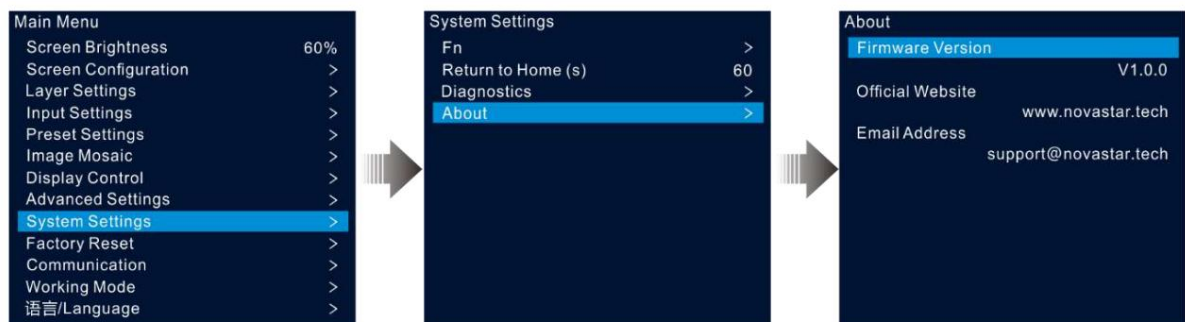 Main Menu
Screen Brightness 60%
Screen Configuration >
Layer Settings >
Input Settings >
Preset Settings >
Image Mosaic >
Display Control >
Advanced Settings >
System Settings >
Factory Reset >
Communication >
Working Mode >
语言/Language >
System Settings
Fn >
Return to Home (s) 60
Diagnostics >
About >
About
Firmware Version
V1.0.0
Official Website
www.novastar.tech
Email Address
support@novastar.tech